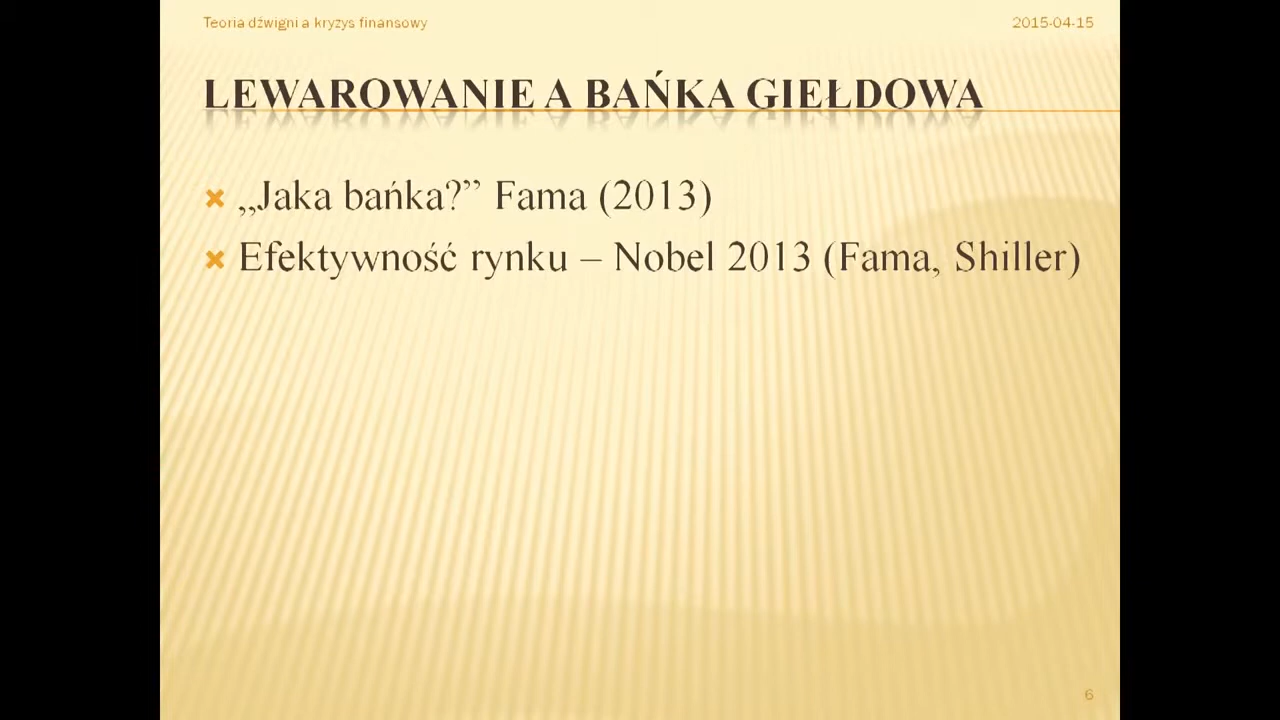 Teoria dźwigni a kryzys finansowy
2015-04-15
LEWAROWANIE A BAŃKA GIEŁDOWA
„Jaka bańka?” Fama (2013)
Efektywność rynku – Nobel 2013 (Fama, Shiller)
6